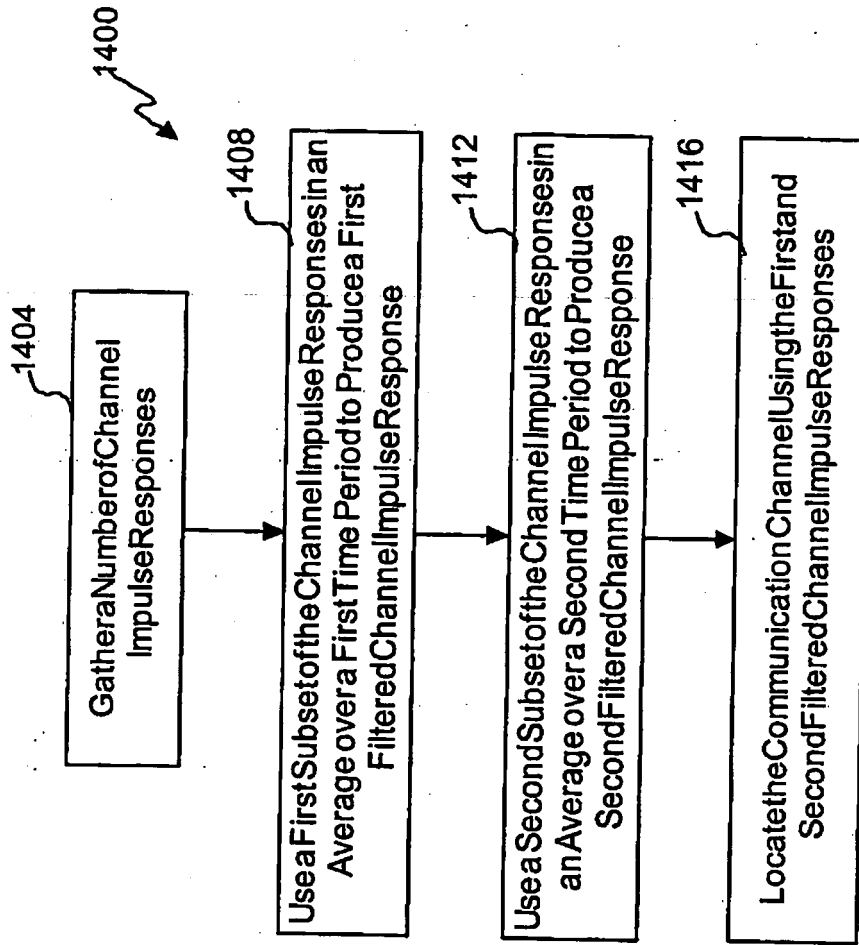 1400
1404
GatheraNumberofChannel
ImpulseResponses
1408
UseaFirstSubsetoftheChannelImpulseResponsesinan
AverageoveraFirstTimePeriodtoProduceaFirst
FilteredChannelImpulseResponse
1412
UseaSecondSubsetoftheChannelImpulseResponsesin
anAverageoveraSecondTimePeriodtoProducea
SecondFilteredChannelImpulseResponse
1416
LocatetheCommunicationChannelUsingtheFirstand
SecondFilteredChannelImpulseResponses